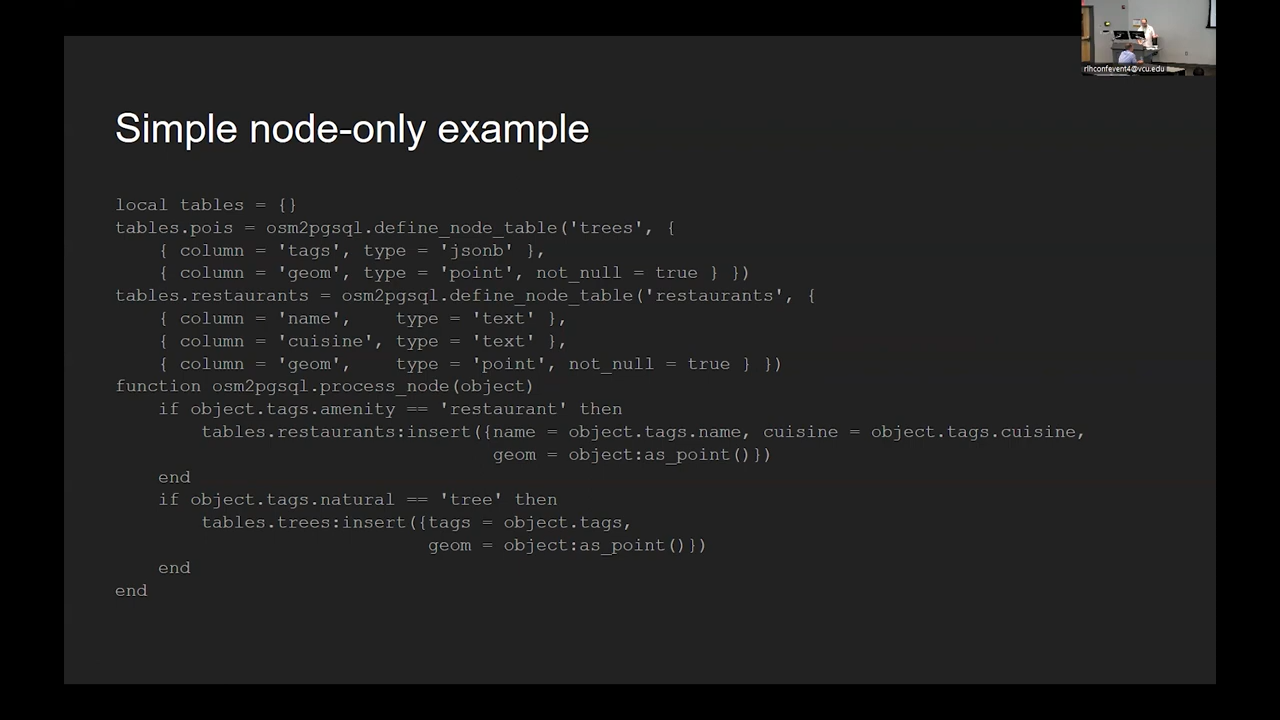 rlhconfevent4@vcu.edu
Simple node-only example
local tables = {}
tables.pois = osm2pgsql.define_node_table('trees', {
    { column = 'tags', type = 'jsonb' },
    { column = 'geom', type = 'point', not_null = true } })
tables.restaurants = osm2pgsql.define_node_table('restaurants', {
    { column = 'name',    type = 'text' },
    { column = 'cuisine', type = 'text' },
    { column = 'geom',    type = 'point', not_null = true } })
function osm2pgsql.process_node(object)
    if object.tags.amenity == 'restaurant' then
        tables.restaurants:insert({name = object.tags.name, cuisine = object.tags.cuisine,
                                   geom = object:as_point()})
    end
    if object.tags.natural == 'tree' then
        tables.trees:insert({tags = object.tags,
                             geom = object:as_point()})
    end
end